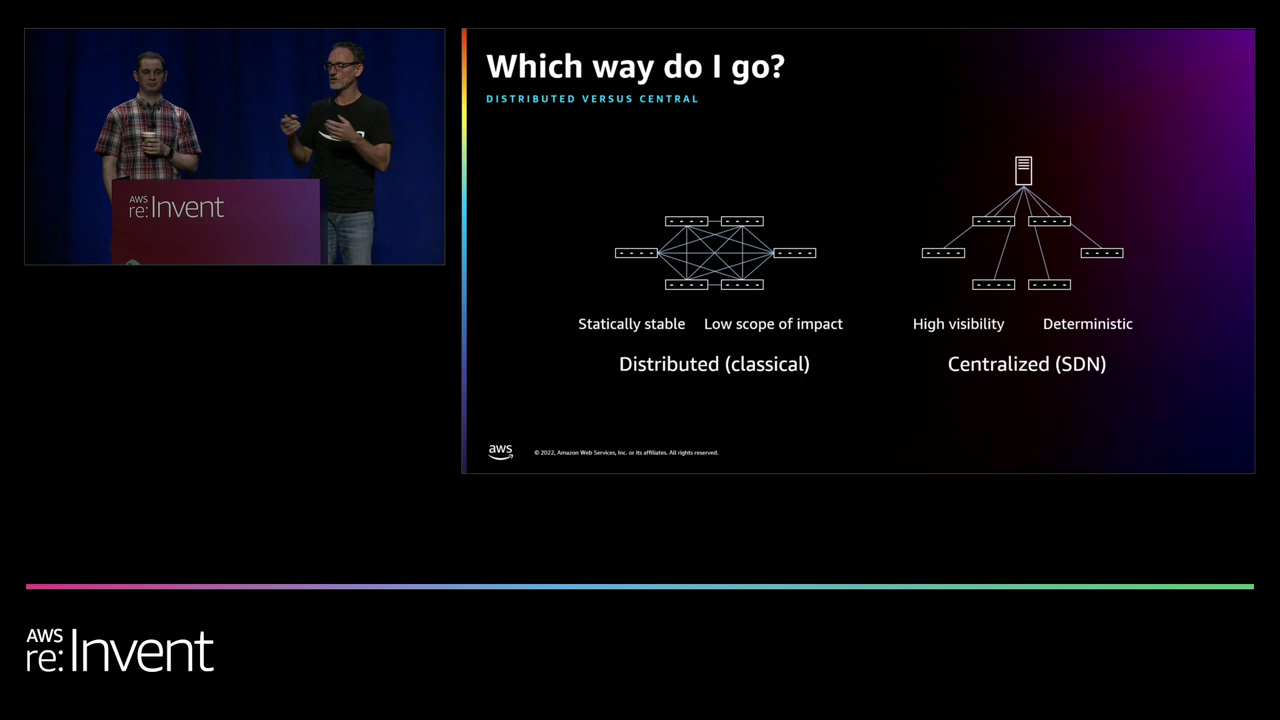 AWS
re:Invent
Which way do I go?
DISTRIBUTED VERSUS CENTRAL
Statically stable
Low scope of impact
Distributed (classical)
High visibility
Deterministic
Centralized (SDN)
aws
© 2022, Amazon Web Services, Inc. or its affiliates. All rights reserved.
AWS
re:Invent